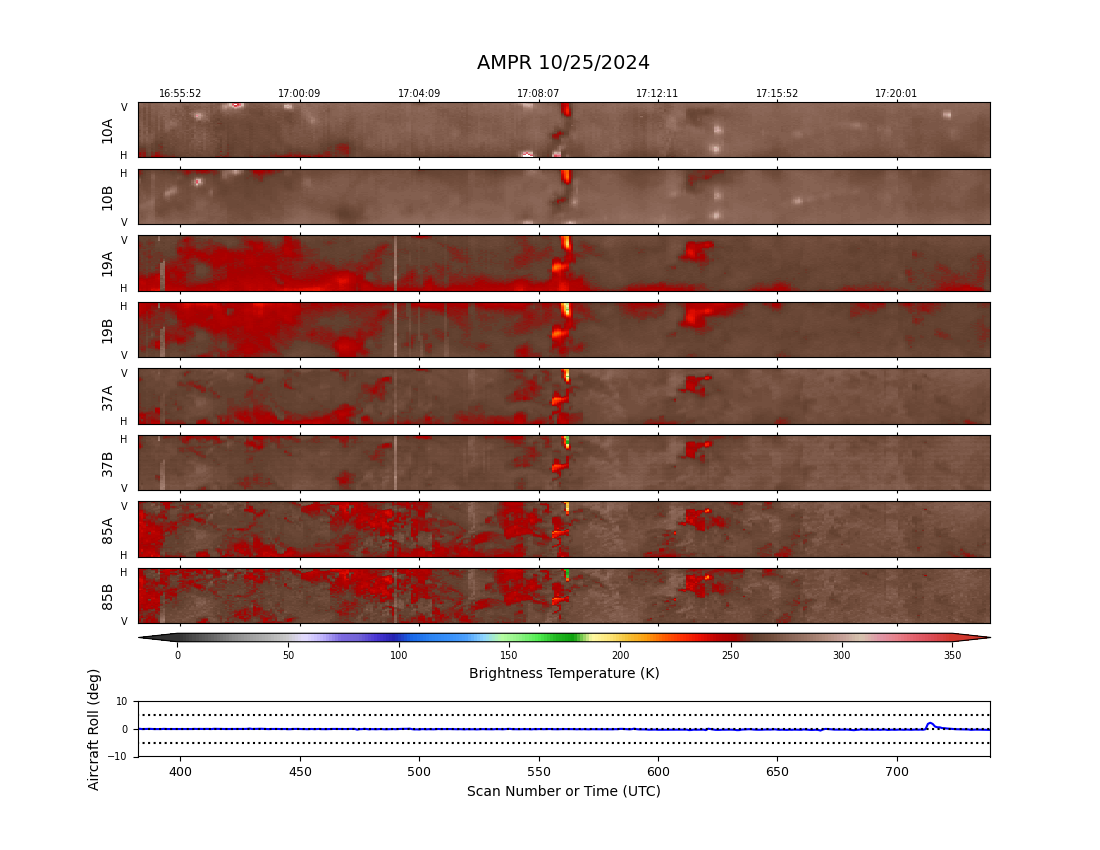 AMPR 10/25/2024
16:55:52 17:00:09 17:04:09 17:08:07 17:12:11 17:15:52 17:20:01
V
10A
H
H
10B
V
V
19A
H
H
19B
V
V
37A
H
H
37B
V
V
85A
H
H
85B
V
0 50 100 150 200 250 300 350
Brightness Temperature (K)
Aircraft Roll (deg)
10
0
−10
400 450 500 550 600 650 700
Scan Number or Time (UTC)